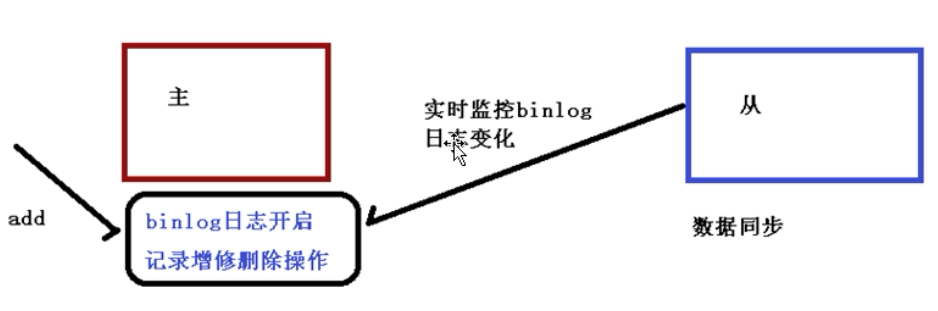 主
从
实时监控binlog
日志变化
add
binlog日志开启
记录增修删除操作
数据同步